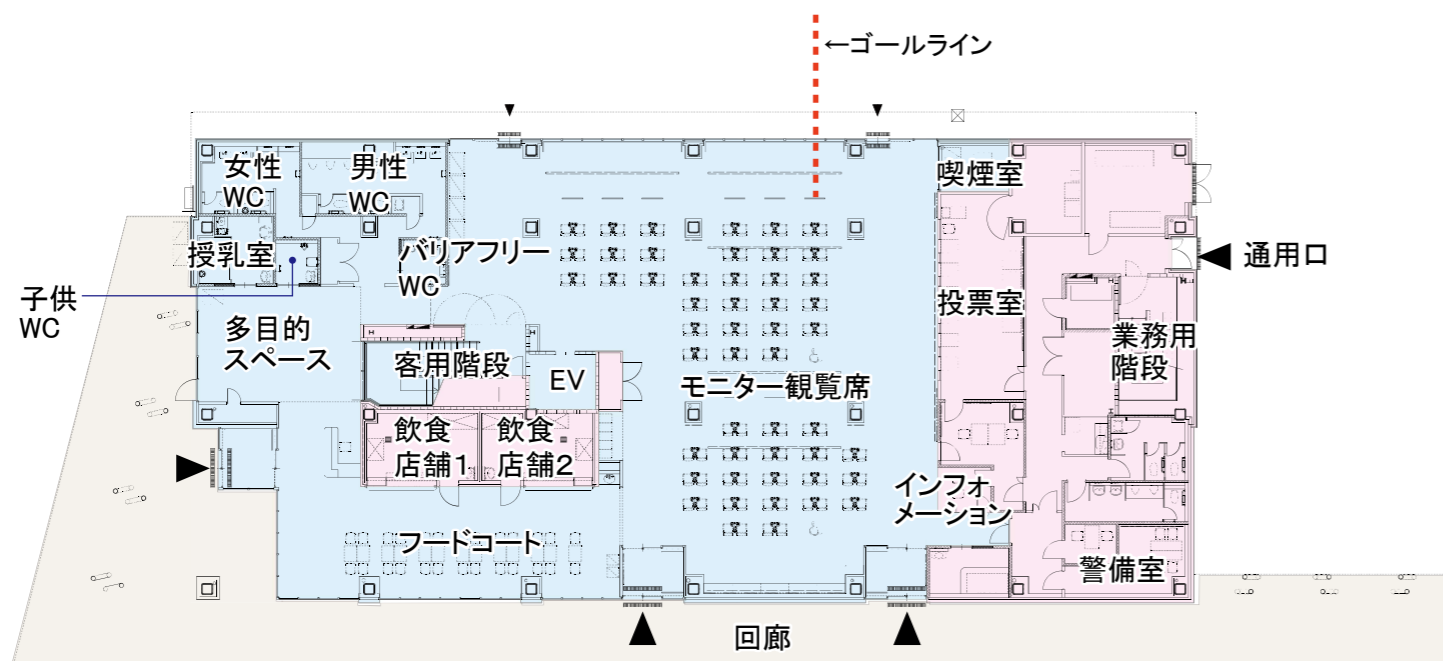 ←ゴールライン
女性
WC
男性
WC
喫煙室
授乳室
バリアフリー
WC
通用口
子供
WC
多目的
スペース
客用階段
EV
モニター観覧席
投票室
業務用
階段
飲食
店舗1
飲食
店舗2
インフォ
メーション
フードコート
警備室
回廊